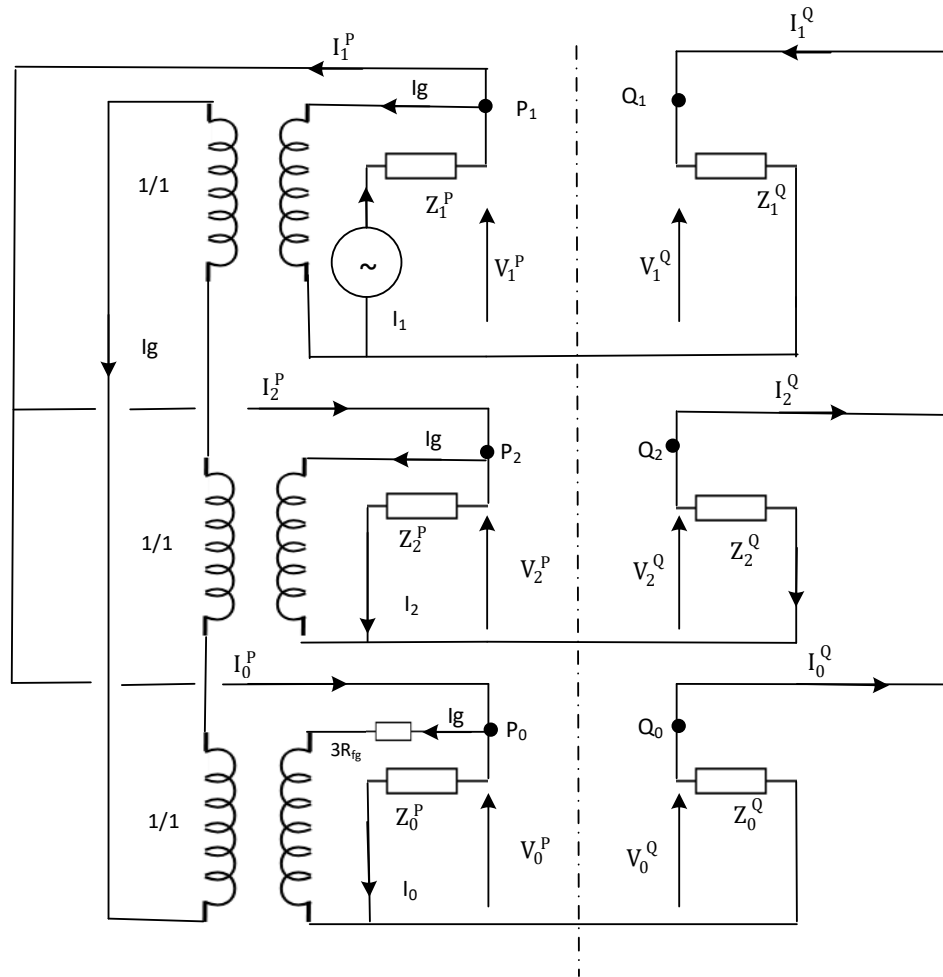 I₁ᴾ
I₁Q
Ig
P₁
Q₁
1/1
Z₁ᴾ
Z₁Q
~
V₁ᴾ
V₁Q
I₁
Ig
I₂ᴾ
I₂Q
Ig
P₂
Q₂
1/1
Z₂ᴾ
Z₂Q
V₂ᴾ
V₂Q
I₂
I₀ᴾ
I₀Q
Ig
P₀
Q₀
3Rfg
1/1
Z₀ᴾ
Z₀Q
V₀ᴾ
V₀Q
I₀